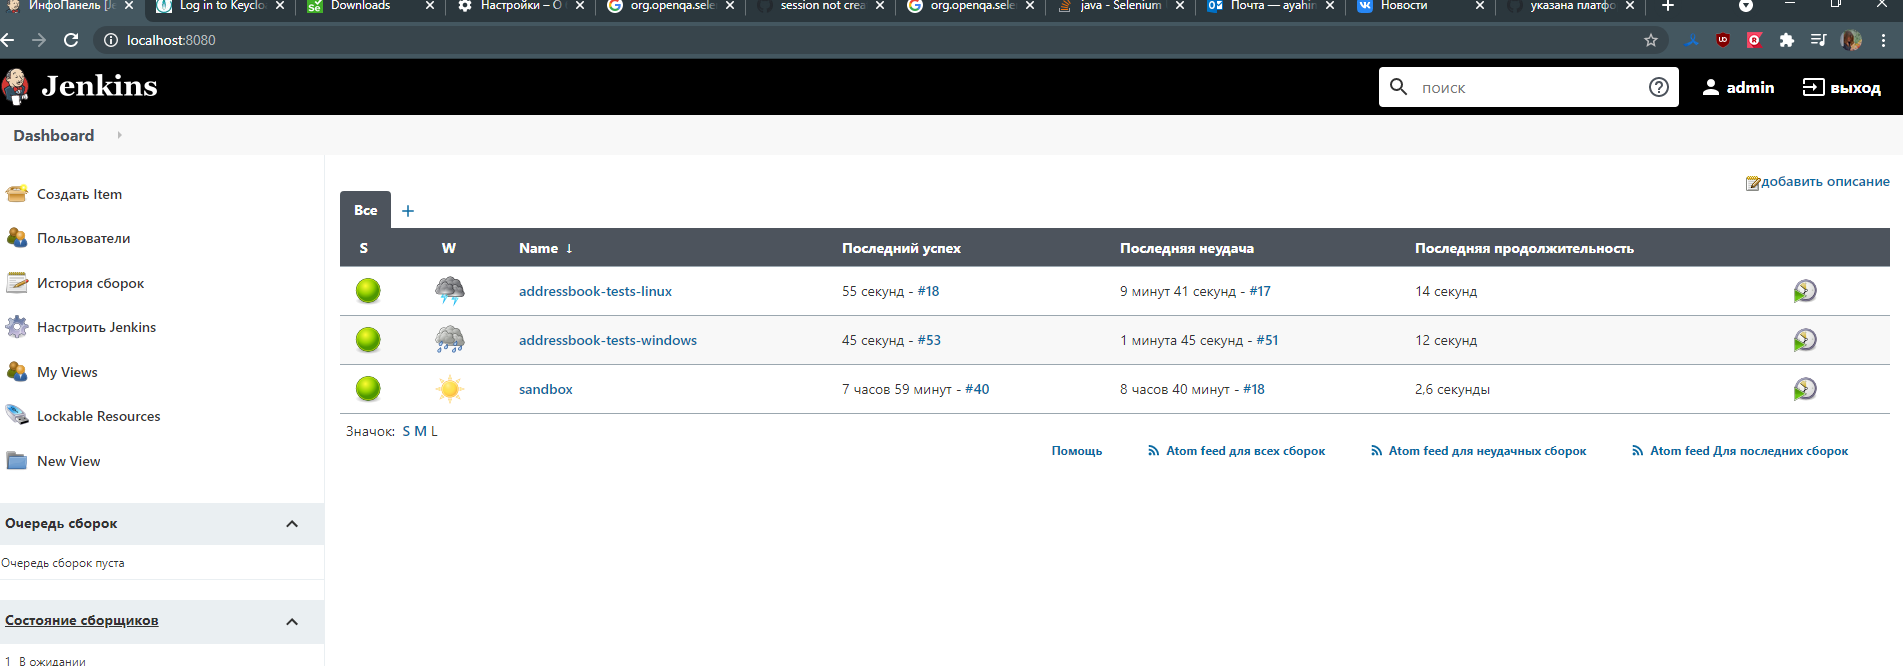 ИнфоПанель [Je
Log in to Keyclo
Downloads
Настройки – О
org.openqa.sele
session not crea
org.openqa.sele
java - Selenium
Почта — ayahin
Новости
указана платфо
localhost:8080
Jenkins
поиск
admin
выход
Dashboard
добавить описание
Создать Item
Пользователи
История сборок
Настроить Jenkins
My Views
Lockable Resources
New View
Очередь сборок
Очередь сборок пуста
Состояние сборщиков
1 В ожидании
Все +
S W Name ↓ Последний успех Последняя неудача Последняя продолжительность
addressbook-tests-linux 55 секунд - #18 9 минут 41 секунд - #17 14 секунд
addressbook-tests-windows 45 секунд - #53 1 минута 45 секунд - #51 12 секунд
sandbox 7 часов 59 минут - #40 8 часов 40 минут - #18 2,6 секунды
Значок: S M L
Помощь Atom feed для всех сборок Atom feed для неудачных сборок Atom feed Для последних сборок